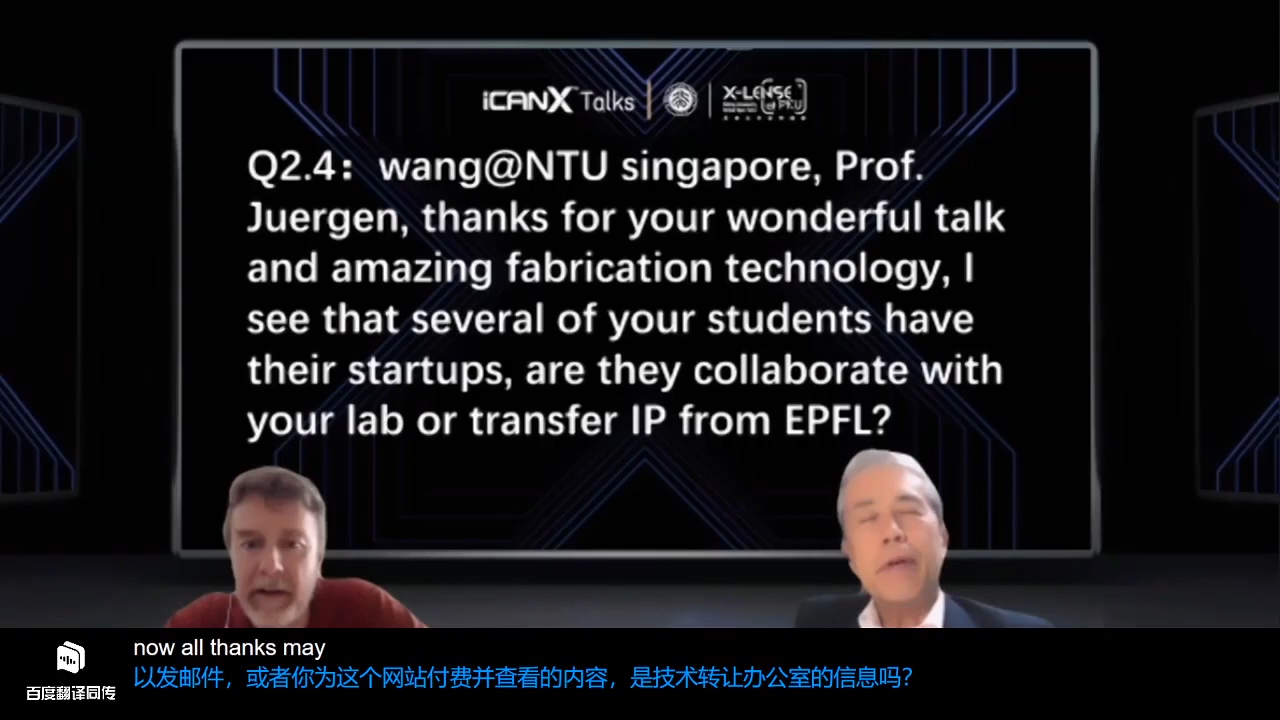 iCANX Talks
X-LENSE
PKU
Q2.4： wang@NTU singapore, Prof.
Juergen, thanks for your wonderful talk
and amazing fabrication technology, I
see that several of your students have
their startups, are they collaborate with
your lab or transfer IP from EPFL?
now all thanks may
以发邮件，或者你为这个网站付费并查看的内容，是技术转让办公室的信息吗？
百度翻译同传